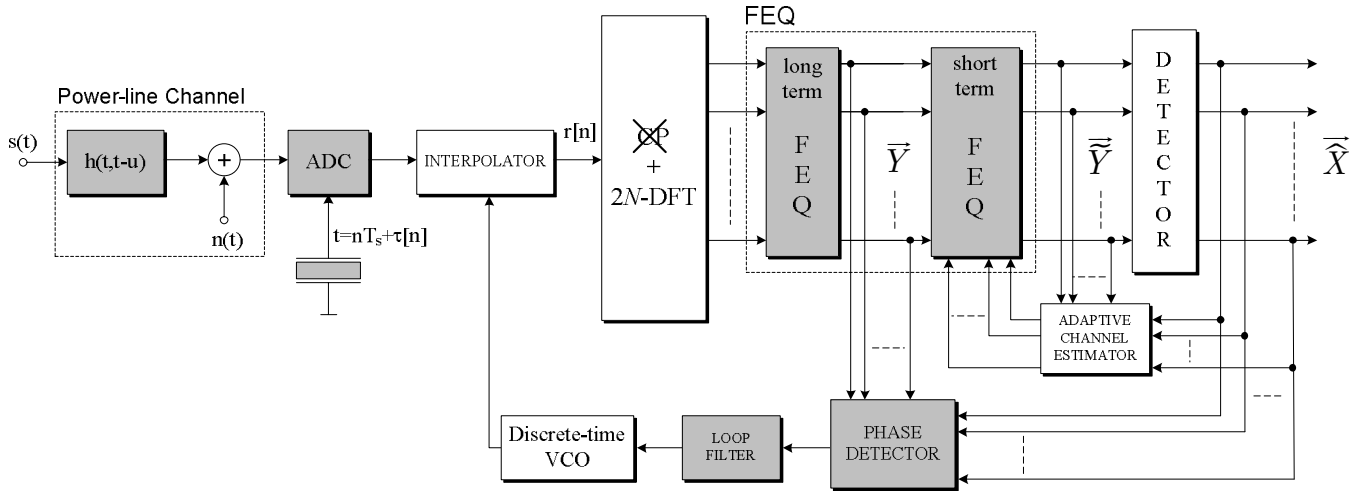 FEQ
Power-line Channel
s(t)
h(t,t-u)
+
n(t)
ADC
t=nTs+τ[n]
INTERPOLATOR
r[n]
CP
+
2N-DFT
long
term
F
E
Q
Y
short
term
F
E
Q
Ỹ
D
E
T
E
C
T
O
R
X̂
ADAPTIVE
CHANNEL
ESTIMATOR
PHASE
DETECTOR
LOOP
FILTER
Discrete-time
VCO